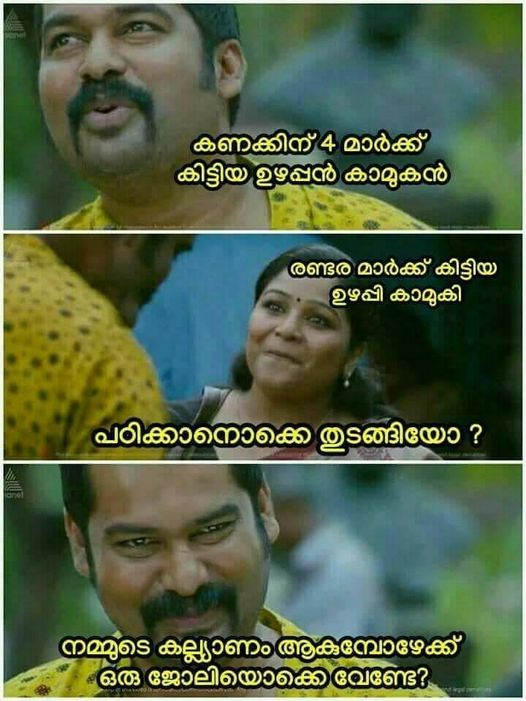 കണക്കിന് 4 മാർക്ക്
കിട്ടിയ ഉഴപ്പൻ കാമുകൻ
രണ്ടര മാർക്ക് കിട്ടിയ
ഉഴപ്പി കാമുകി
പഠിക്കാനൊക്കെ തുടങ്ങിയോ ?
നമ്മുടെ കല്ല്യാണം ആകുമ്പോഴേക്ക്
ഒരു ജോലിയൊക്കെ വേണ്ടേ?